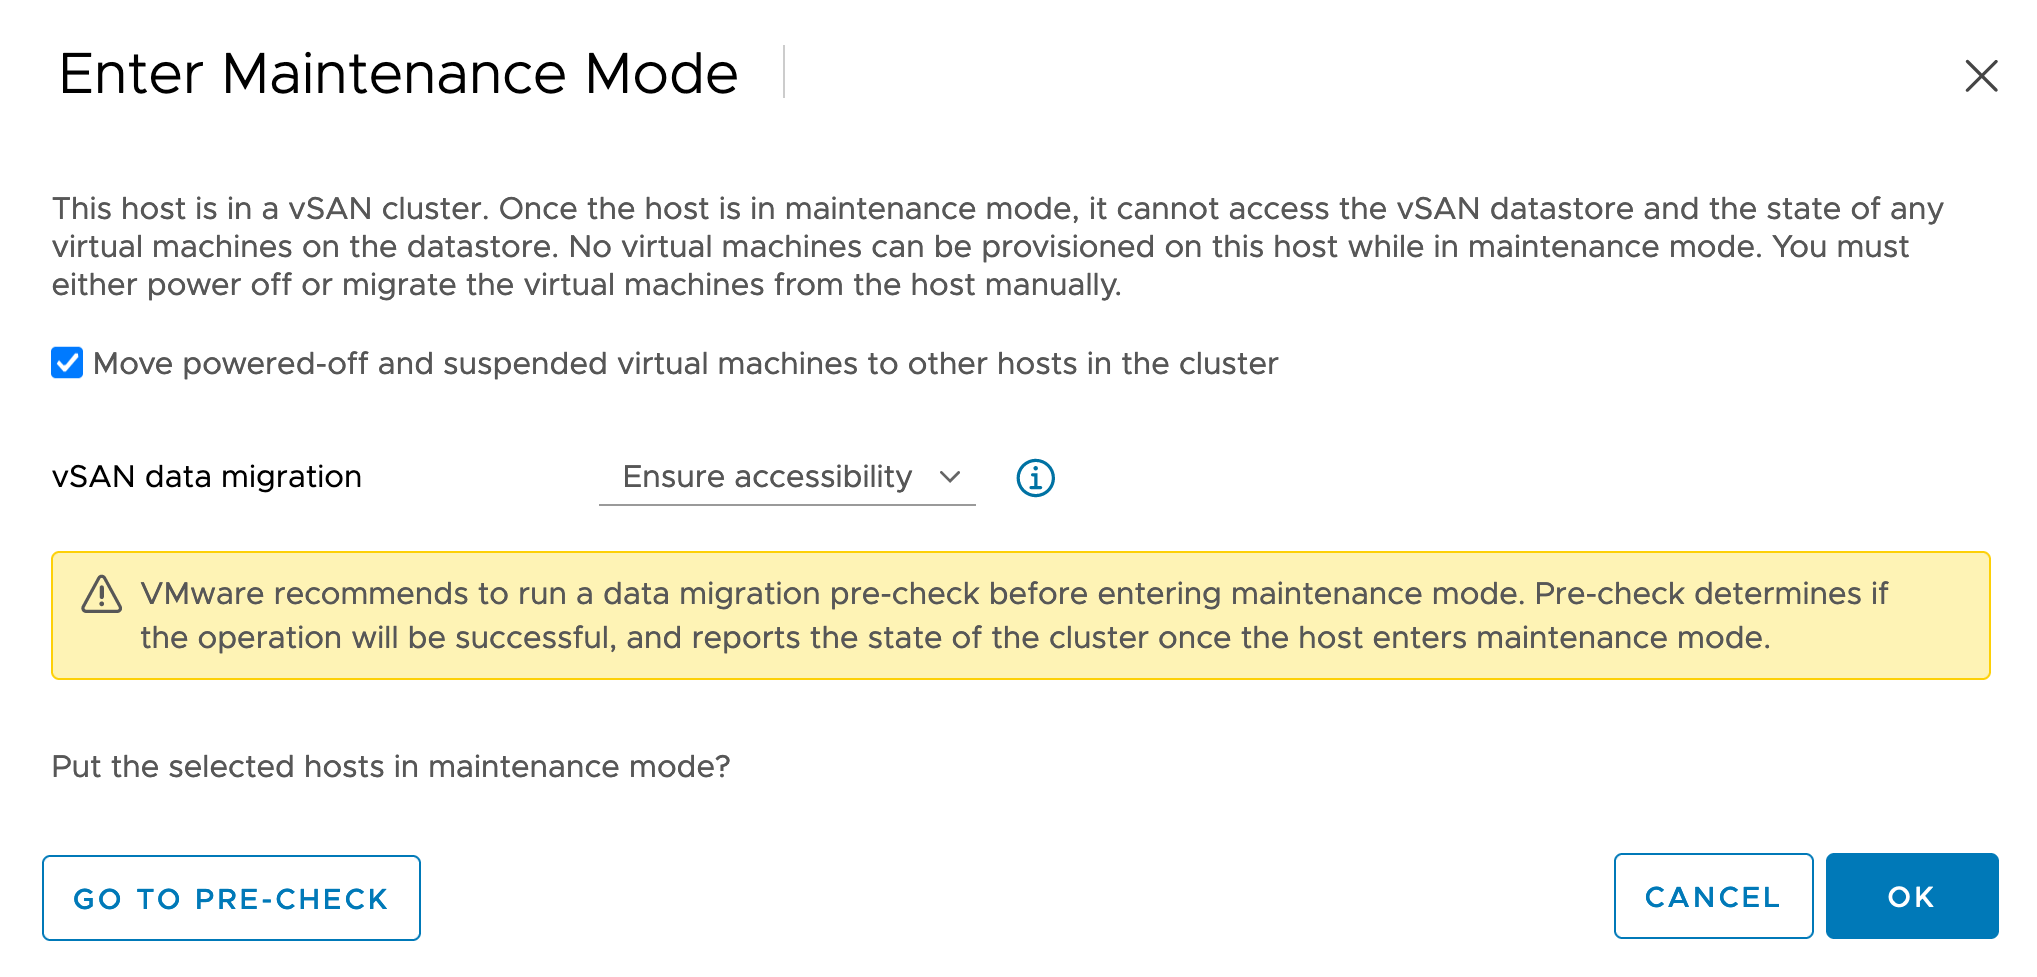 Enter Maintenance Mode
This host is in a vSAN cluster. Once the host is in maintenance mode, it cannot access the vSAN datastore and the state of any
virtual machines on the datastore. No virtual machines can be provisioned on this host while in maintenance mode. You must
either power off or migrate the virtual machines from the host manually.
Move powered-off and suspended virtual machines to other hosts in the cluster
vSAN data migration Ensure accessibility
VMware recommends to run a data migration pre-check before entering maintenance mode. Pre-check determines if
the operation will be successful, and reports the state of the cluster once the host enters maintenance mode.
Put the selected hosts in maintenance mode?
GO TO PRE-CHECK CANCEL OK